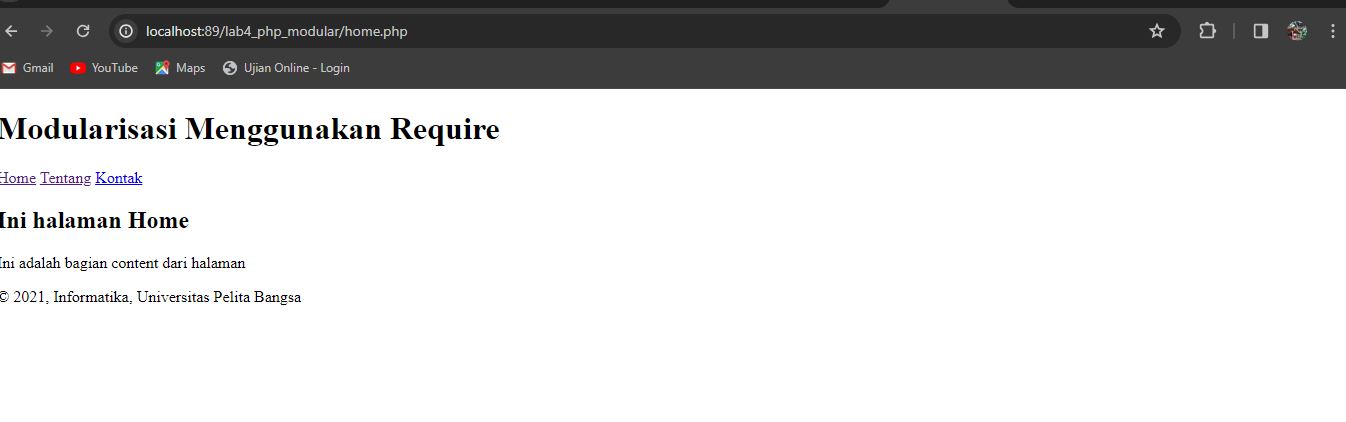 localhost:89/lab4_php_modular/home.php
Gmail YouTube Maps Ujian Online - Login
Modularisasi Menggunakan Require
Home Tentang Kontak
Ini halaman Home
Ini adalah bagian content dari halaman
© 2021, Informatika, Universitas Pelita Bangsa